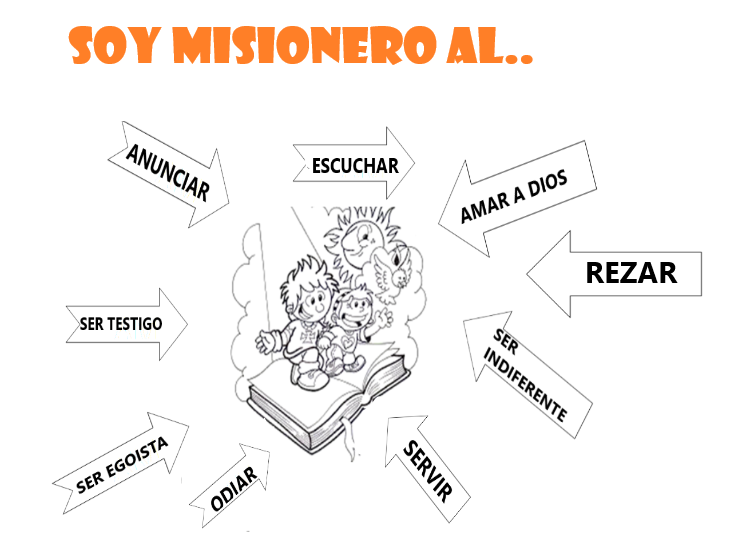 SOY MISIONERO AL..
ANUNCIAR
ESCUCHAR
AMAR A DIOS
REZAR
SER TESTIGO
SER
INDIFERENTE
SER EGOISTA
ODIAR
SERVIR